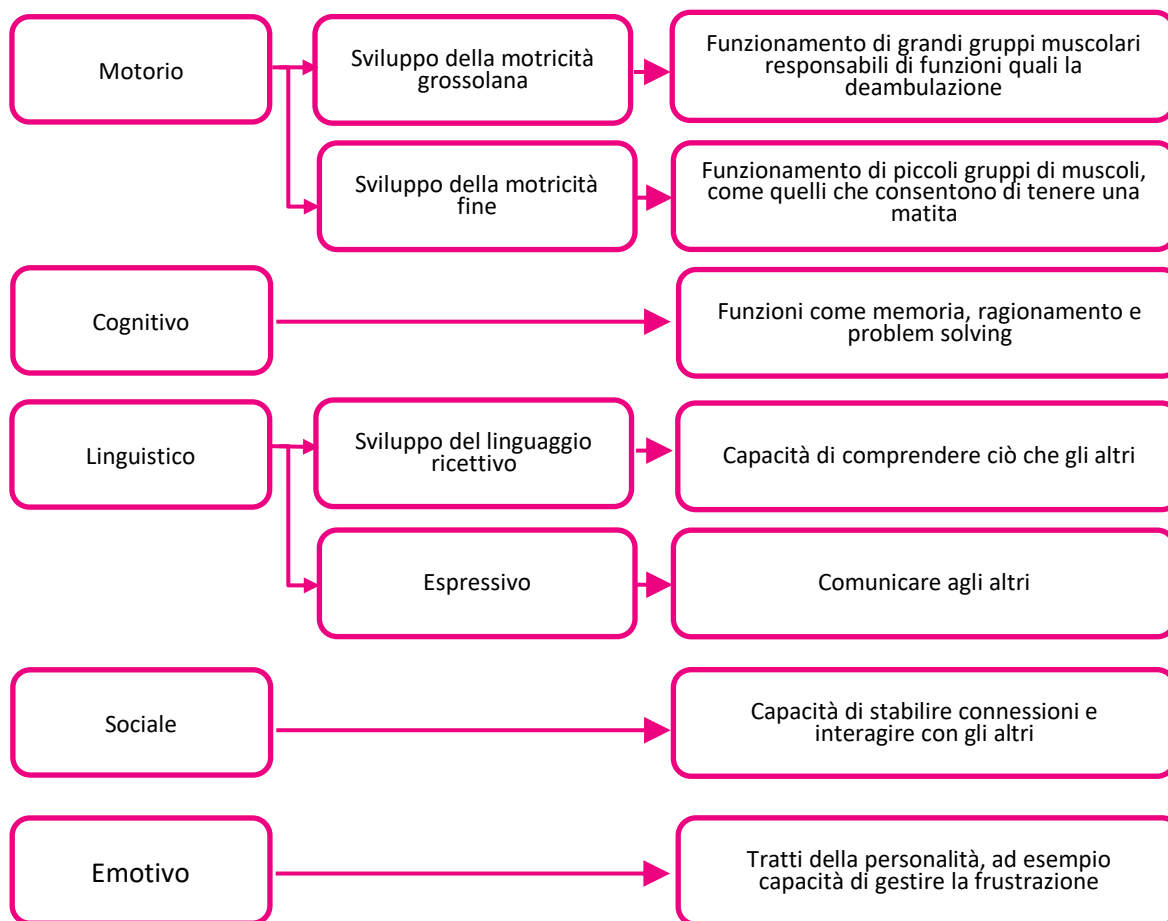 Motorio
Sviluppo della motricità
grossolana
Funzionamento di grandi gruppi muscolari
responsabili di funzioni quali la
deambulazione
Sviluppo della motricità
fine
Funzionamento di piccoli gruppi di muscoli,
come quelli che consentono di tenere una
matita
Cognitivo
Funzioni come memoria, ragionamento e
problem solving
Linguistico
Sviluppo del linguaggio
ricettivo
Capacità di comprendere ciò che gli altri
Espressivo
Comunicare agli altri
Sociale
Capacità di stabilire connessioni e
interagire con gli altri
Emotivo
Tratti della personalità, ad esempio
capacità di gestire la frustrazione